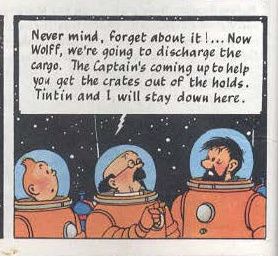 Never mind, forget about it!... Now
Wolff, we're going to discharge the
cargo. The Captain's coming up to help
you get the crates out of the holds.
Tintin and I will stay down here.